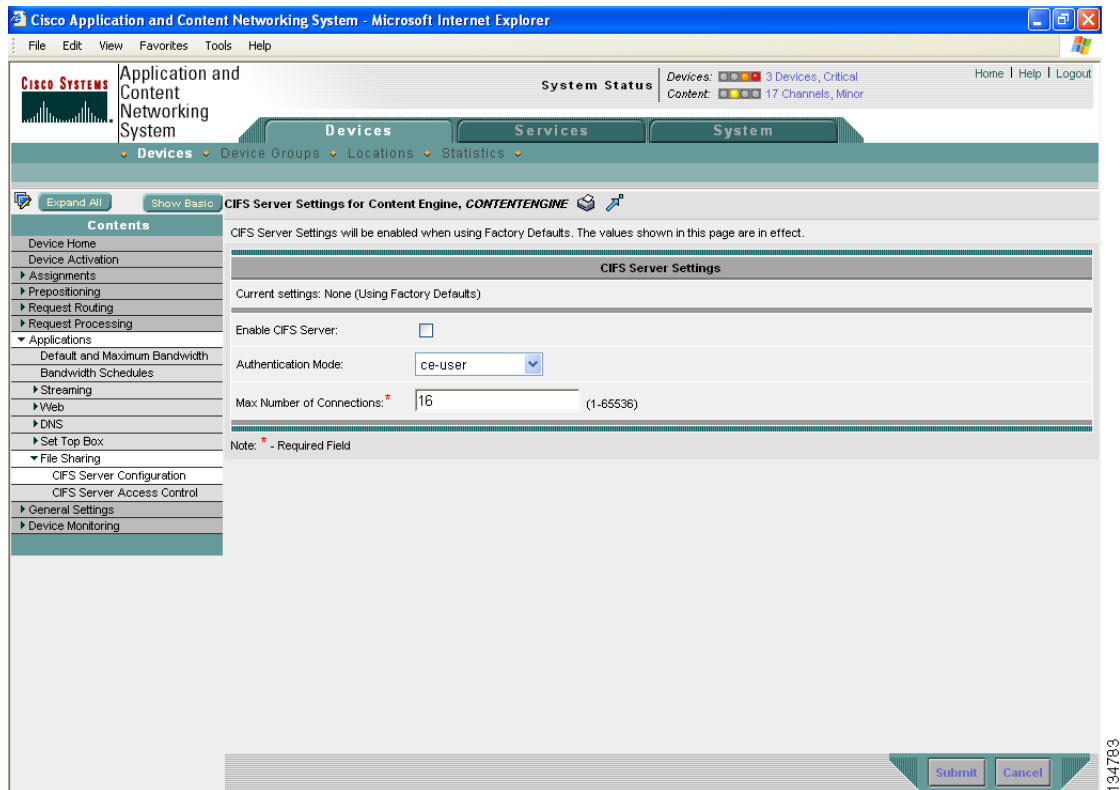 Cisco Application and Content Networking System - Microsoft Internet Explorer
File Edit View Favorites Tools Help
CISCO SYSTEMS
Application and
Content
Networking
System
System Status
Devices: 3 Devices, Critical
Content: 17 Channels, Minor
Home | Help | Logout
Devices Services System
Devices Device Groups Locations Statistics
Expand All Show Basic
Contents
Device Home
Device Activation
Assignments
Prepositioning
Request Routing
Request Processing
Applications
Default and Maximum Bandwidth
Bandwidth Schedules
Streaming
Web
DNS
Set Top Box
File Sharing
CIFS Server Configuration
CIFS Server Access Control
General Settings
Device Monitoring
CIFS Server Settings for Content Engine, CONTENTENGINE
CIFS Server Settings will be enabled when using Factory Defaults. The values shown in this page are in effect.
CIFS Server Settings
Current settings: None (Using Factory Defaults)
Enable CIFS Server:
Authentication Mode: ce-user
Max Number of Connections:* 16 (1-65536)
Note: * - Required Field
Submit Cancel
134783